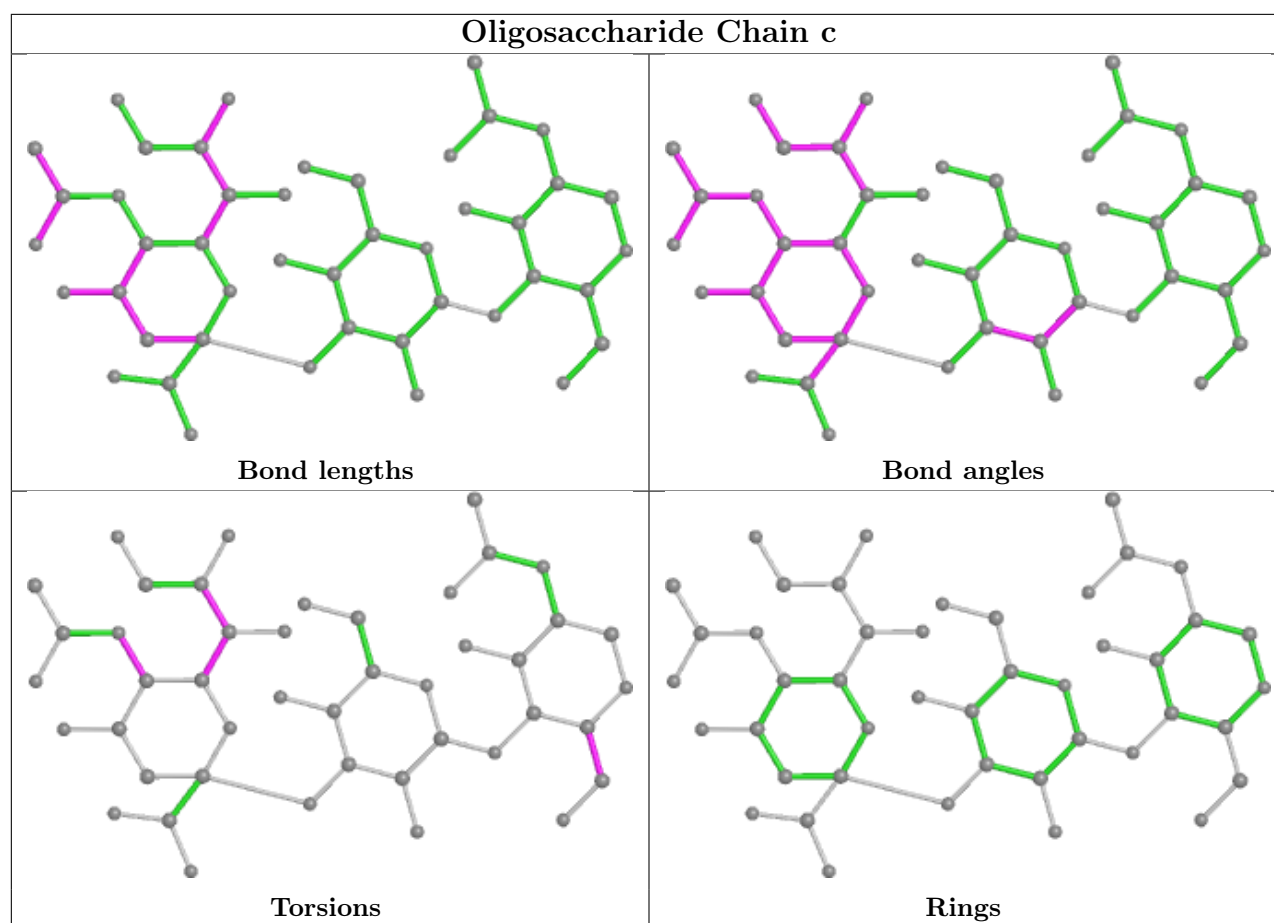 Oligosaccharide Chain c
Bond lengths
Bond angles
Torsions
Rings